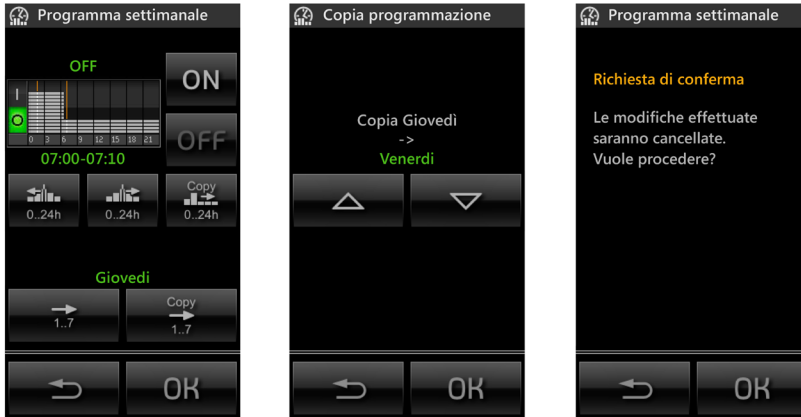 Programma settimanale
OFF
ON
0 3 6 9 12 15 18 21
OFF
07:00-07:10
0..24h
0..24h
Copy
0..24h
Giovedi
1..7
Copy
1..7
OK
Copia programmazione
Copia Giovedì
->
Venerdi
OK
Programma settimanale
Richiesta di conferma
Le modifiche effettuate
saranno cancellate.
Vuole procedere?
OK